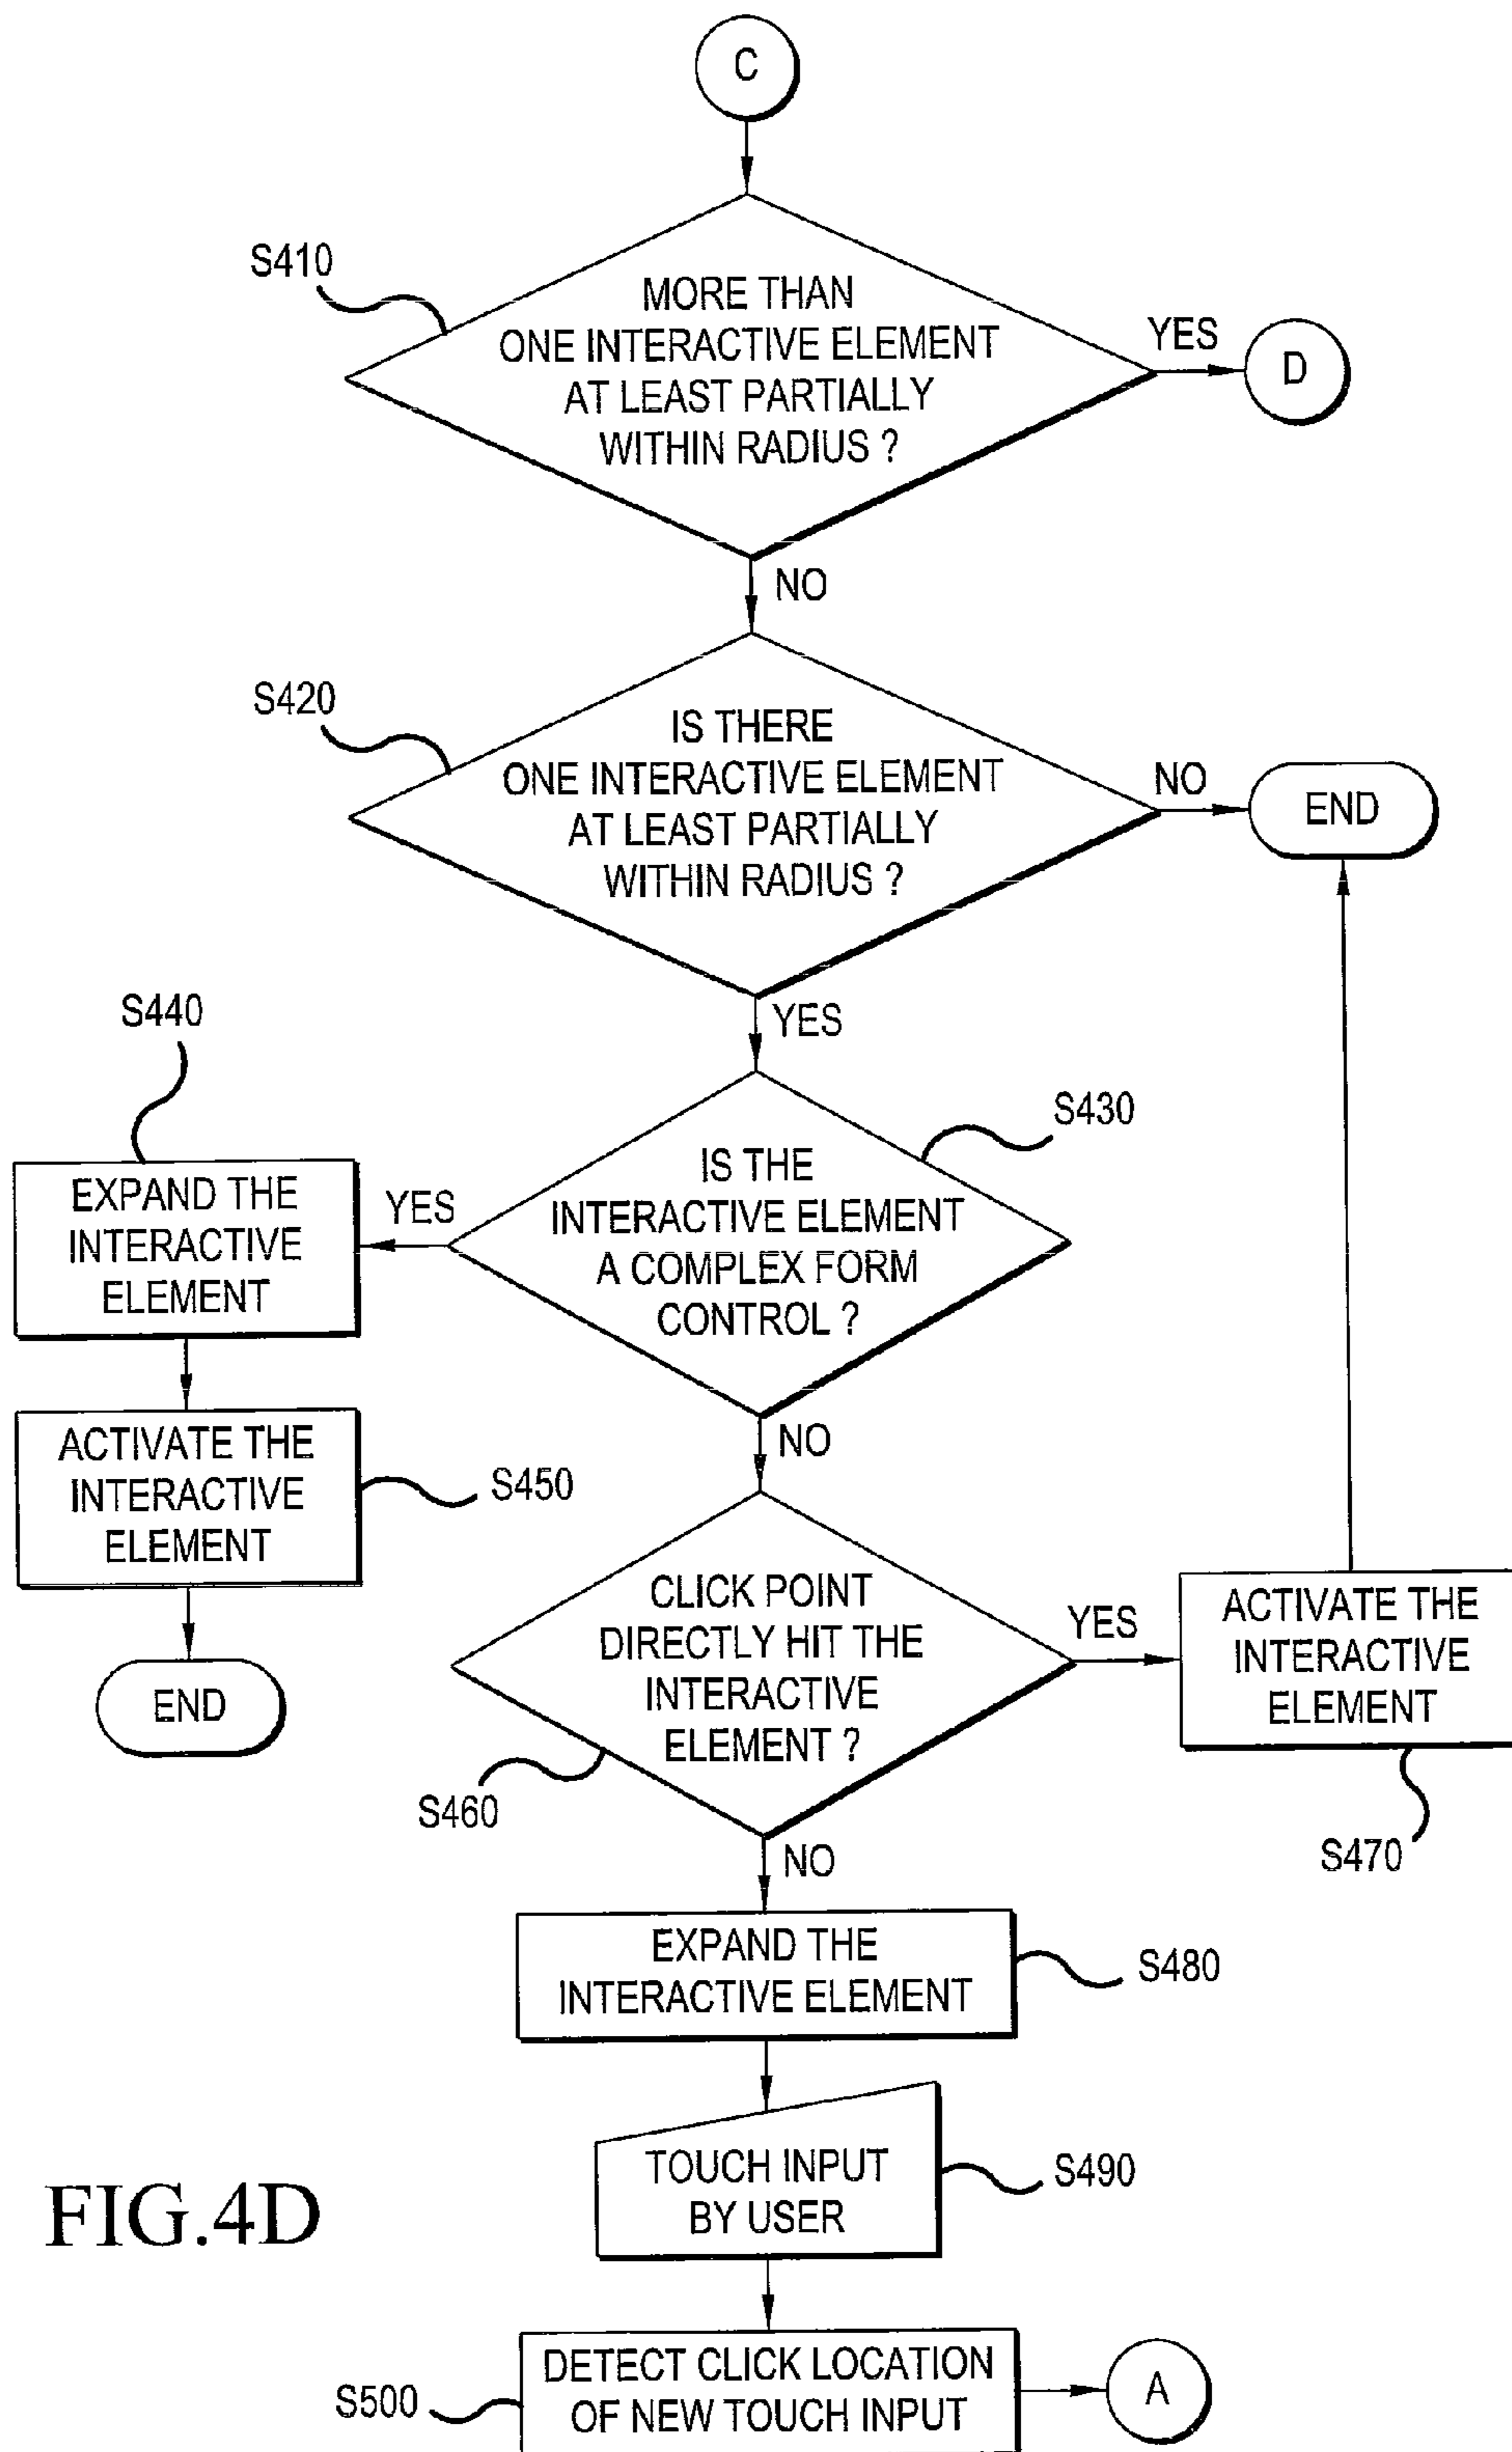 C
S410
MORE THAN
ONE INTERACTIVE ELEMENT
AT LEAST PARTIALLY
WITHIN RADIUS ?
YES
D
NO
S420
IS THERE
ONE INTERACTIVE ELEMENT
AT LEAST PARTIALLY
WITHIN RADIUS ?
NO
END
YES
S440
S430
IS THE
INTERACTIVE ELEMENT
A COMPLEX FORM
CONTROL ?
YES
EXPAND THE
INTERACTIVE
ELEMENT
NO
ACTIVATE THE
INTERACTIVE
ELEMENT
S450
END
CLICK POINT
DIRECTLY HIT THE
INTERACTIVE
ELEMENT ?
YES
ACTIVATE THE
INTERACTIVE
ELEMENT
S460
S470
NO
EXPAND THE
INTERACTIVE ELEMENT
S480
TOUCH INPUT
BY USER
S490
FIG.4D
S500
DETECT CLICK LOCATION
OF NEW TOUCH INPUT
A